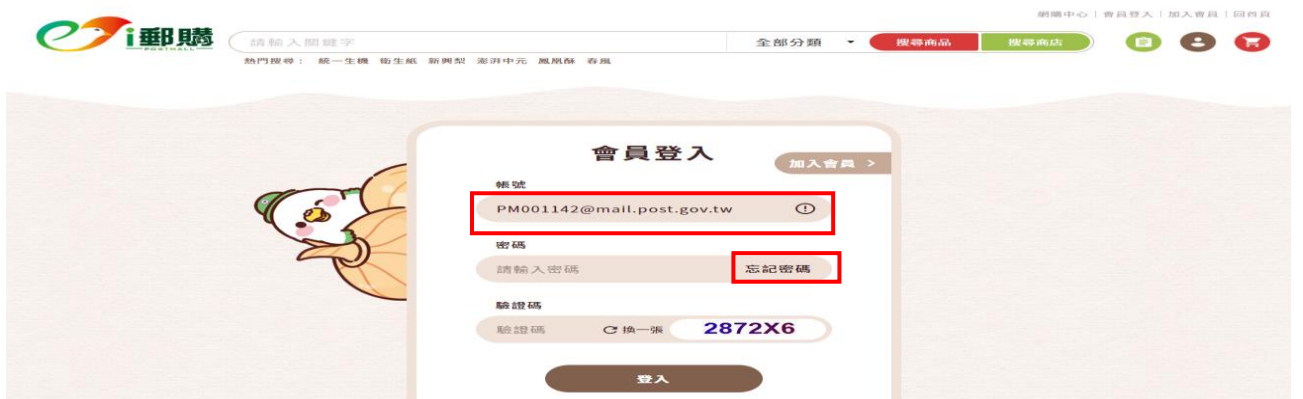 網購中心 | 會員登入 | 加入會員 | 回首頁
i郵購
POSTMALL
請輸入關鍵字
全部分類
搜尋商品
搜尋商店
熱門搜尋： 統一生機 衛生紙 新興梨 澎湃中元 鳳凰酥 春風
會員登入
加入會員 >
帳號
PM001142@mail.post.gov.tw
密碼
請輸入密碼
忘記密碼
驗證碼
驗證碼
換一張
2872X6
登入